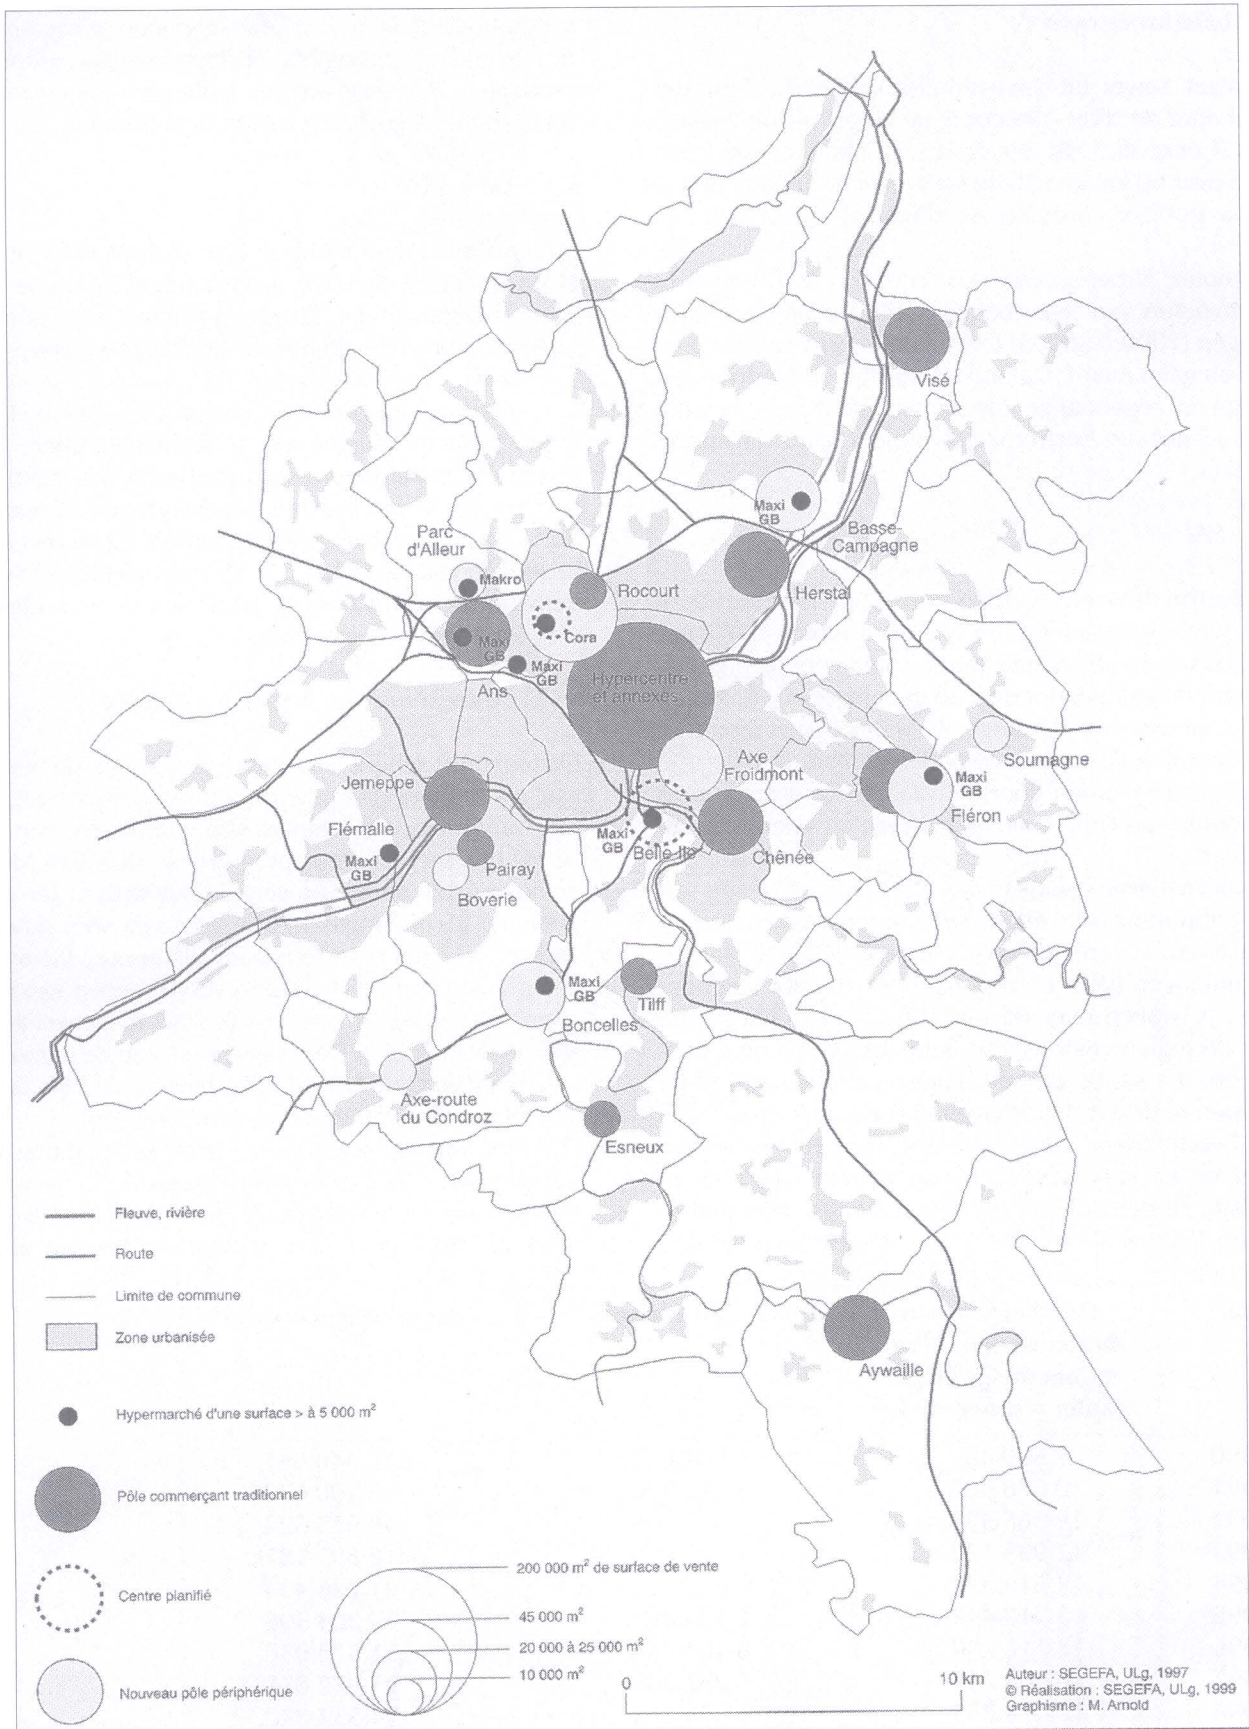 Visé
Maxi
GB
Basse-
Campagne
Parc
d'Alleur
Makro
Rocourt
Herstal
Cora
Maxi
GB
Maxi
GB
Ans
Hypercentre
et annexes
Axe
Froidmont
Soumagne
Jemeppe
Maxi
GB
Fléron
Flémalle
Maxi
GB
Maxi
GB
Belle-Ile
Chênée
Pairay
Boverie
Maxi
GB
Boncelles
Tilff
Axe-route
du Condroz
Esneux
Aywaille
Fleuve, rivière
Route
Limite de commune
Zone urbanisée
Hypermarché d'une surface > à 5 000 m²
Pôle commerçant traditionnel
Centre planifié
Nouveau pôle périphérique
200 000 m² de surface de vente
45 000 m²
20 000 à 25 000 m²
10 000 m²
0
10 km
Auteur : SEGEFA, ULg, 1997
© Réalisation : SEGEFA, ULg, 1999
Graphisme : M. Arnold